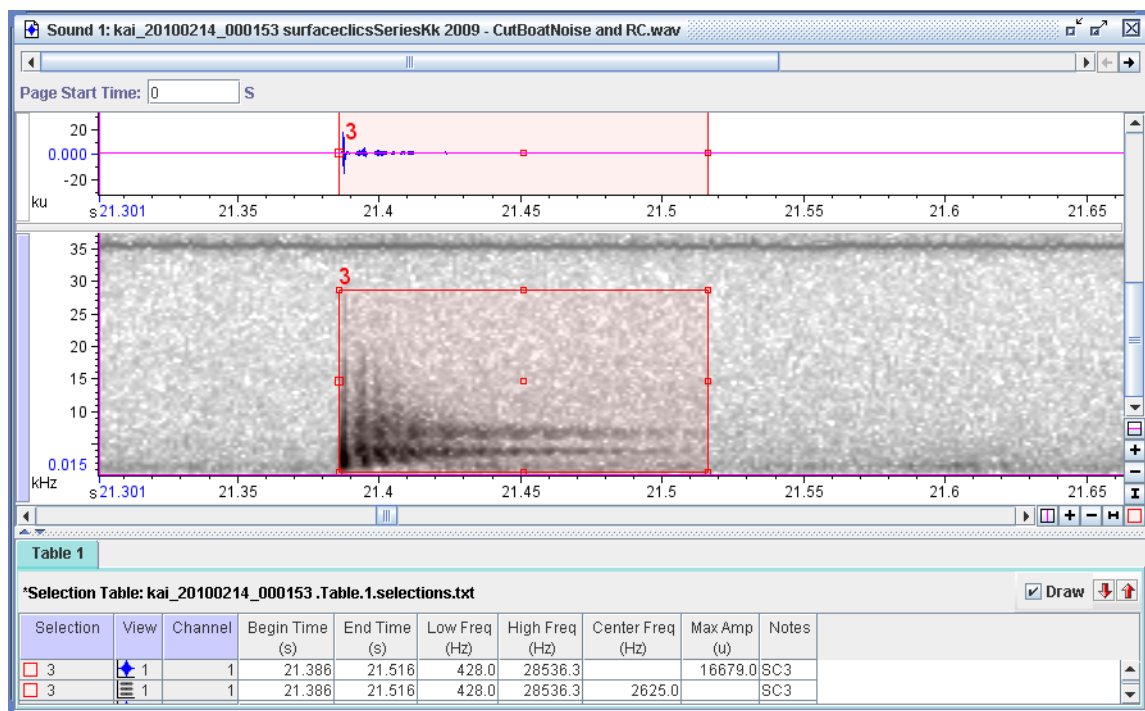 Sound 1: kai_20100214_000153 surfaceclicsSeriesKk 2009 - CutBoatNoise and RC.wav
Page Start Time: 0 S
3
20
0.000
-20
ku
s 21.301 21.35 21.4 21.45 21.5 21.55 21.6 21.65
35
3
30
25
20
15
10
0.015
kHz
s 21.301 21.35 21.4 21.45 21.5 21.55 21.6 21.65
Table 1
*Selection Table: kai_20100214_000153 .Table.1.selections.txt Draw
Selection View Channel Begin Time (s) End Time (s) Low Freq (Hz) High Freq (Hz) Center Freq (Hz) Max Amp (u) Notes
3 1 1 21.386 21.516 428.0 28536.3 16679.0 SC3
3 1 1 21.386 21.516 428.0 28536.3 2625.0 SC3